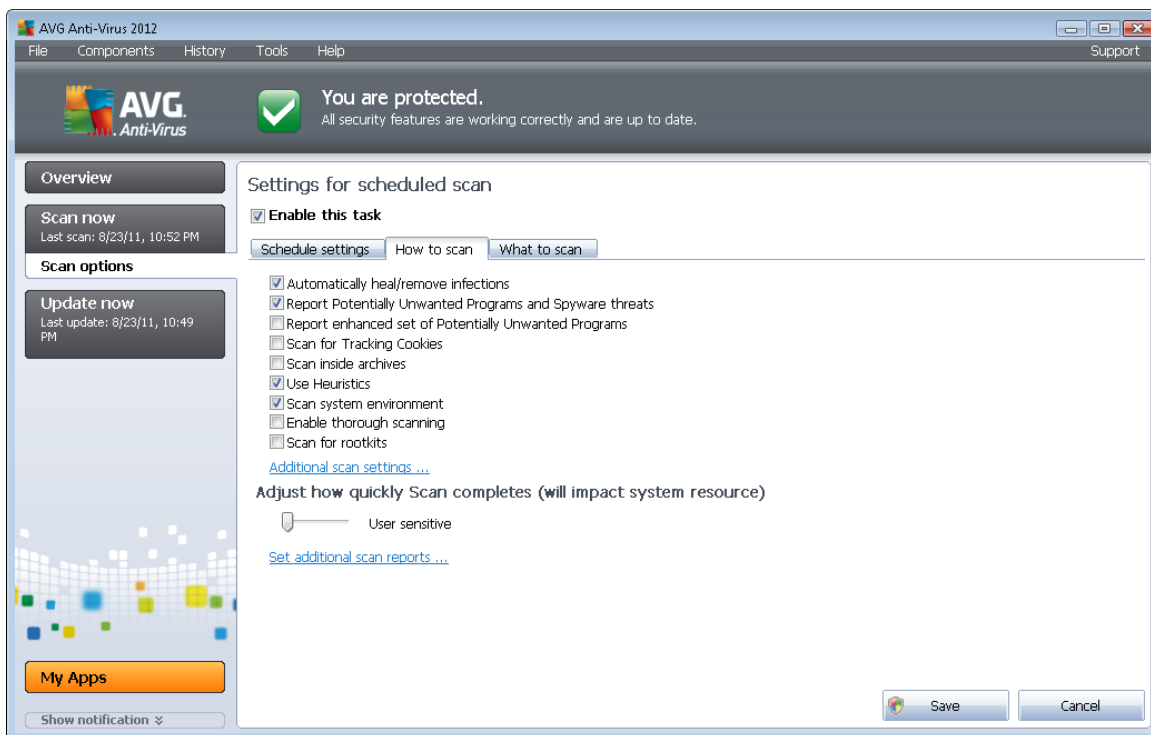 AVG Anti-Virus 2012
File Components History Tools Help Support
AVG.
Anti-Virus
You are protected.
All security features are working correctly and are up to date.
Overview
Scan now
Last scan: 8/23/11, 10:52 PM
Scan options
Update now
Last update: 8/23/11, 10:49
PM
My Apps
Show notification
Settings for scheduled scan
Enable this task
Schedule settings How to scan What to scan
Automatically heal/remove infections
Report Potentially Unwanted Programs and Spyware threats
Report enhanced set of Potentially Unwanted Programs
Scan for Tracking Cookies
Scan inside archives
Use Heuristics
Scan system environment
Enable thorough scanning
Scan for rootkits
Additional scan settings ...
Adjust how quickly Scan completes (will impact system resource)
User sensitive
Set additional scan reports ...
Save Cancel